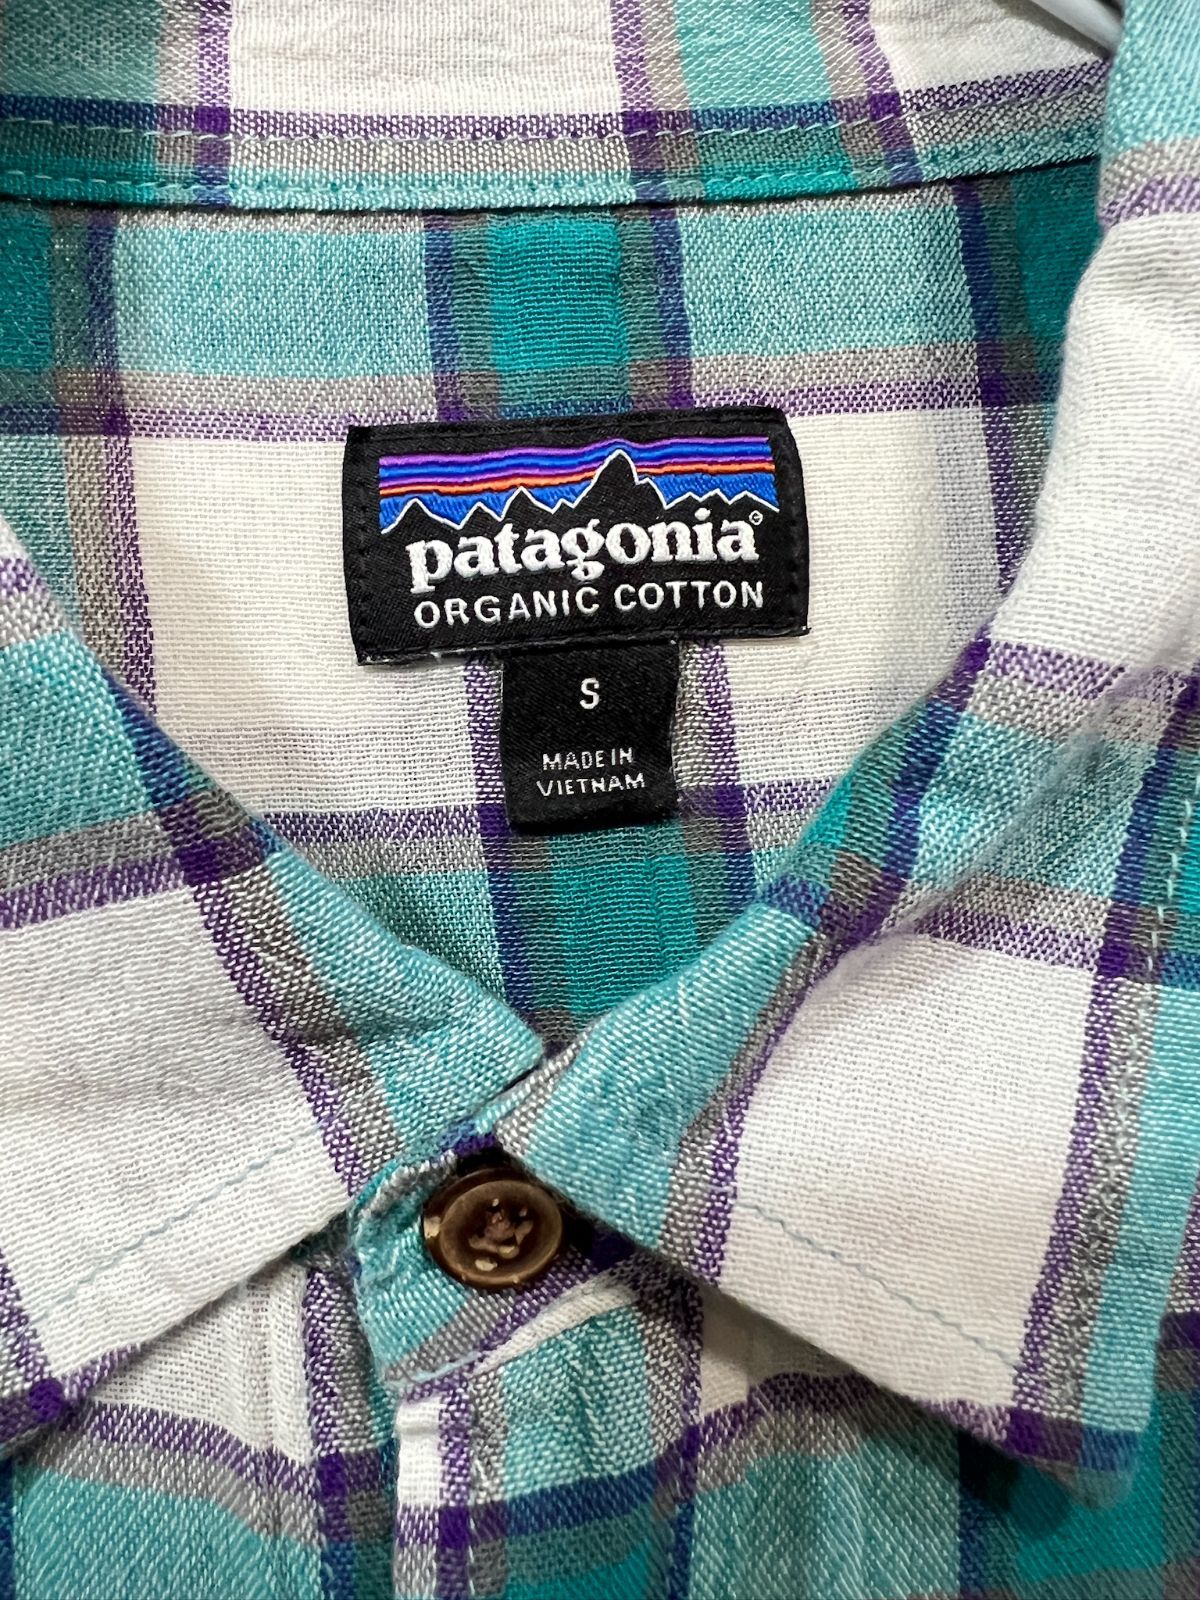 patagonia
ORGANIC COTTON
S
MADE IN
VIETNAM